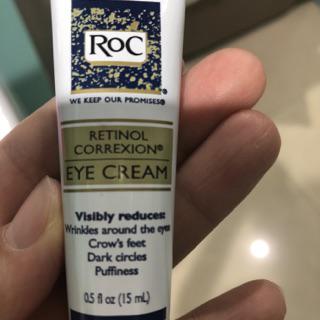 RoC
WE KEEP OUR PROMISES®
RETINOL
CORREXION®
EYE CREAM
Visibly reduces:
Wrinkles around the eyes
Crow's feet
Dark circles
Puffiness
0.5 fl oz (15 mL)